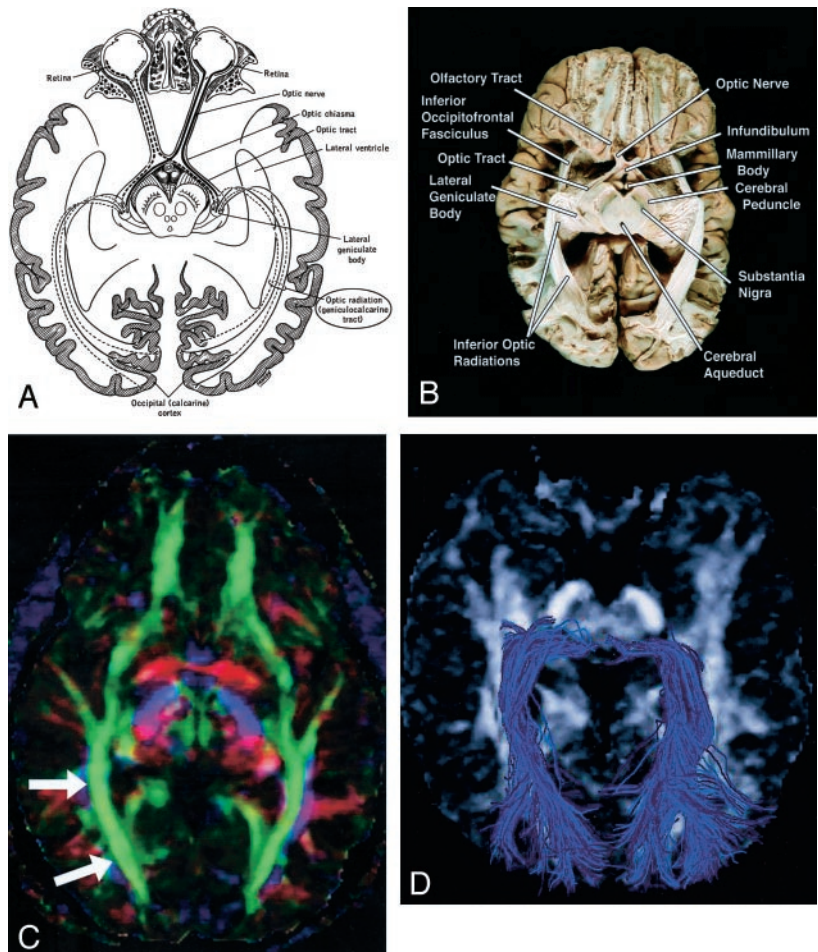 Retina
Retina
Optic nerve
Optic chiasma
Optic tract
Lateral ventricle
Lateral
geniculate
body
Optic radiation
(geniculocalcarine
tract)
Occipital (calcarine)
cortex
A
Olfactory Tract
Inferior
Occipitofrontal
Fasciculus
Optic Tract
Lateral
Geniculate
Body
Inferior Optic
Radiations
Optic Nerve
Infundibulum
Mammillary
Body
Cerebral
Peduncle
Substantia
Nigra
Cerebral
Aqueduct
B
C
D